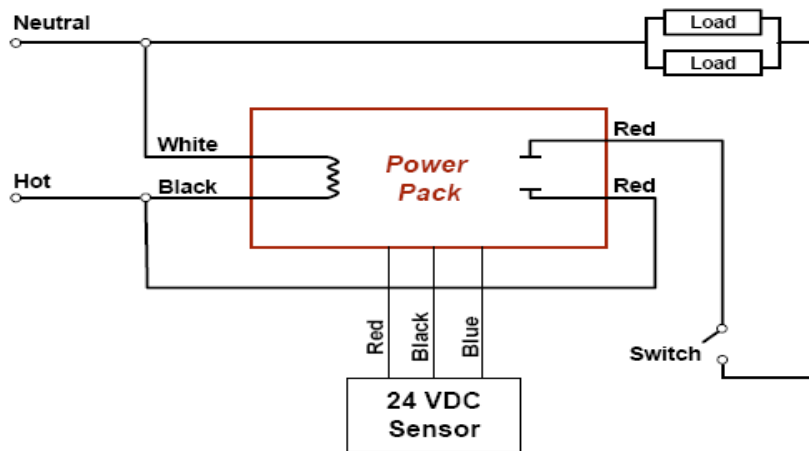 Neutral
Load
Load
White
Red
Power
Pack
Hot
Black
Red
Red
Black
Blue
Switch
24 VDC
Sensor